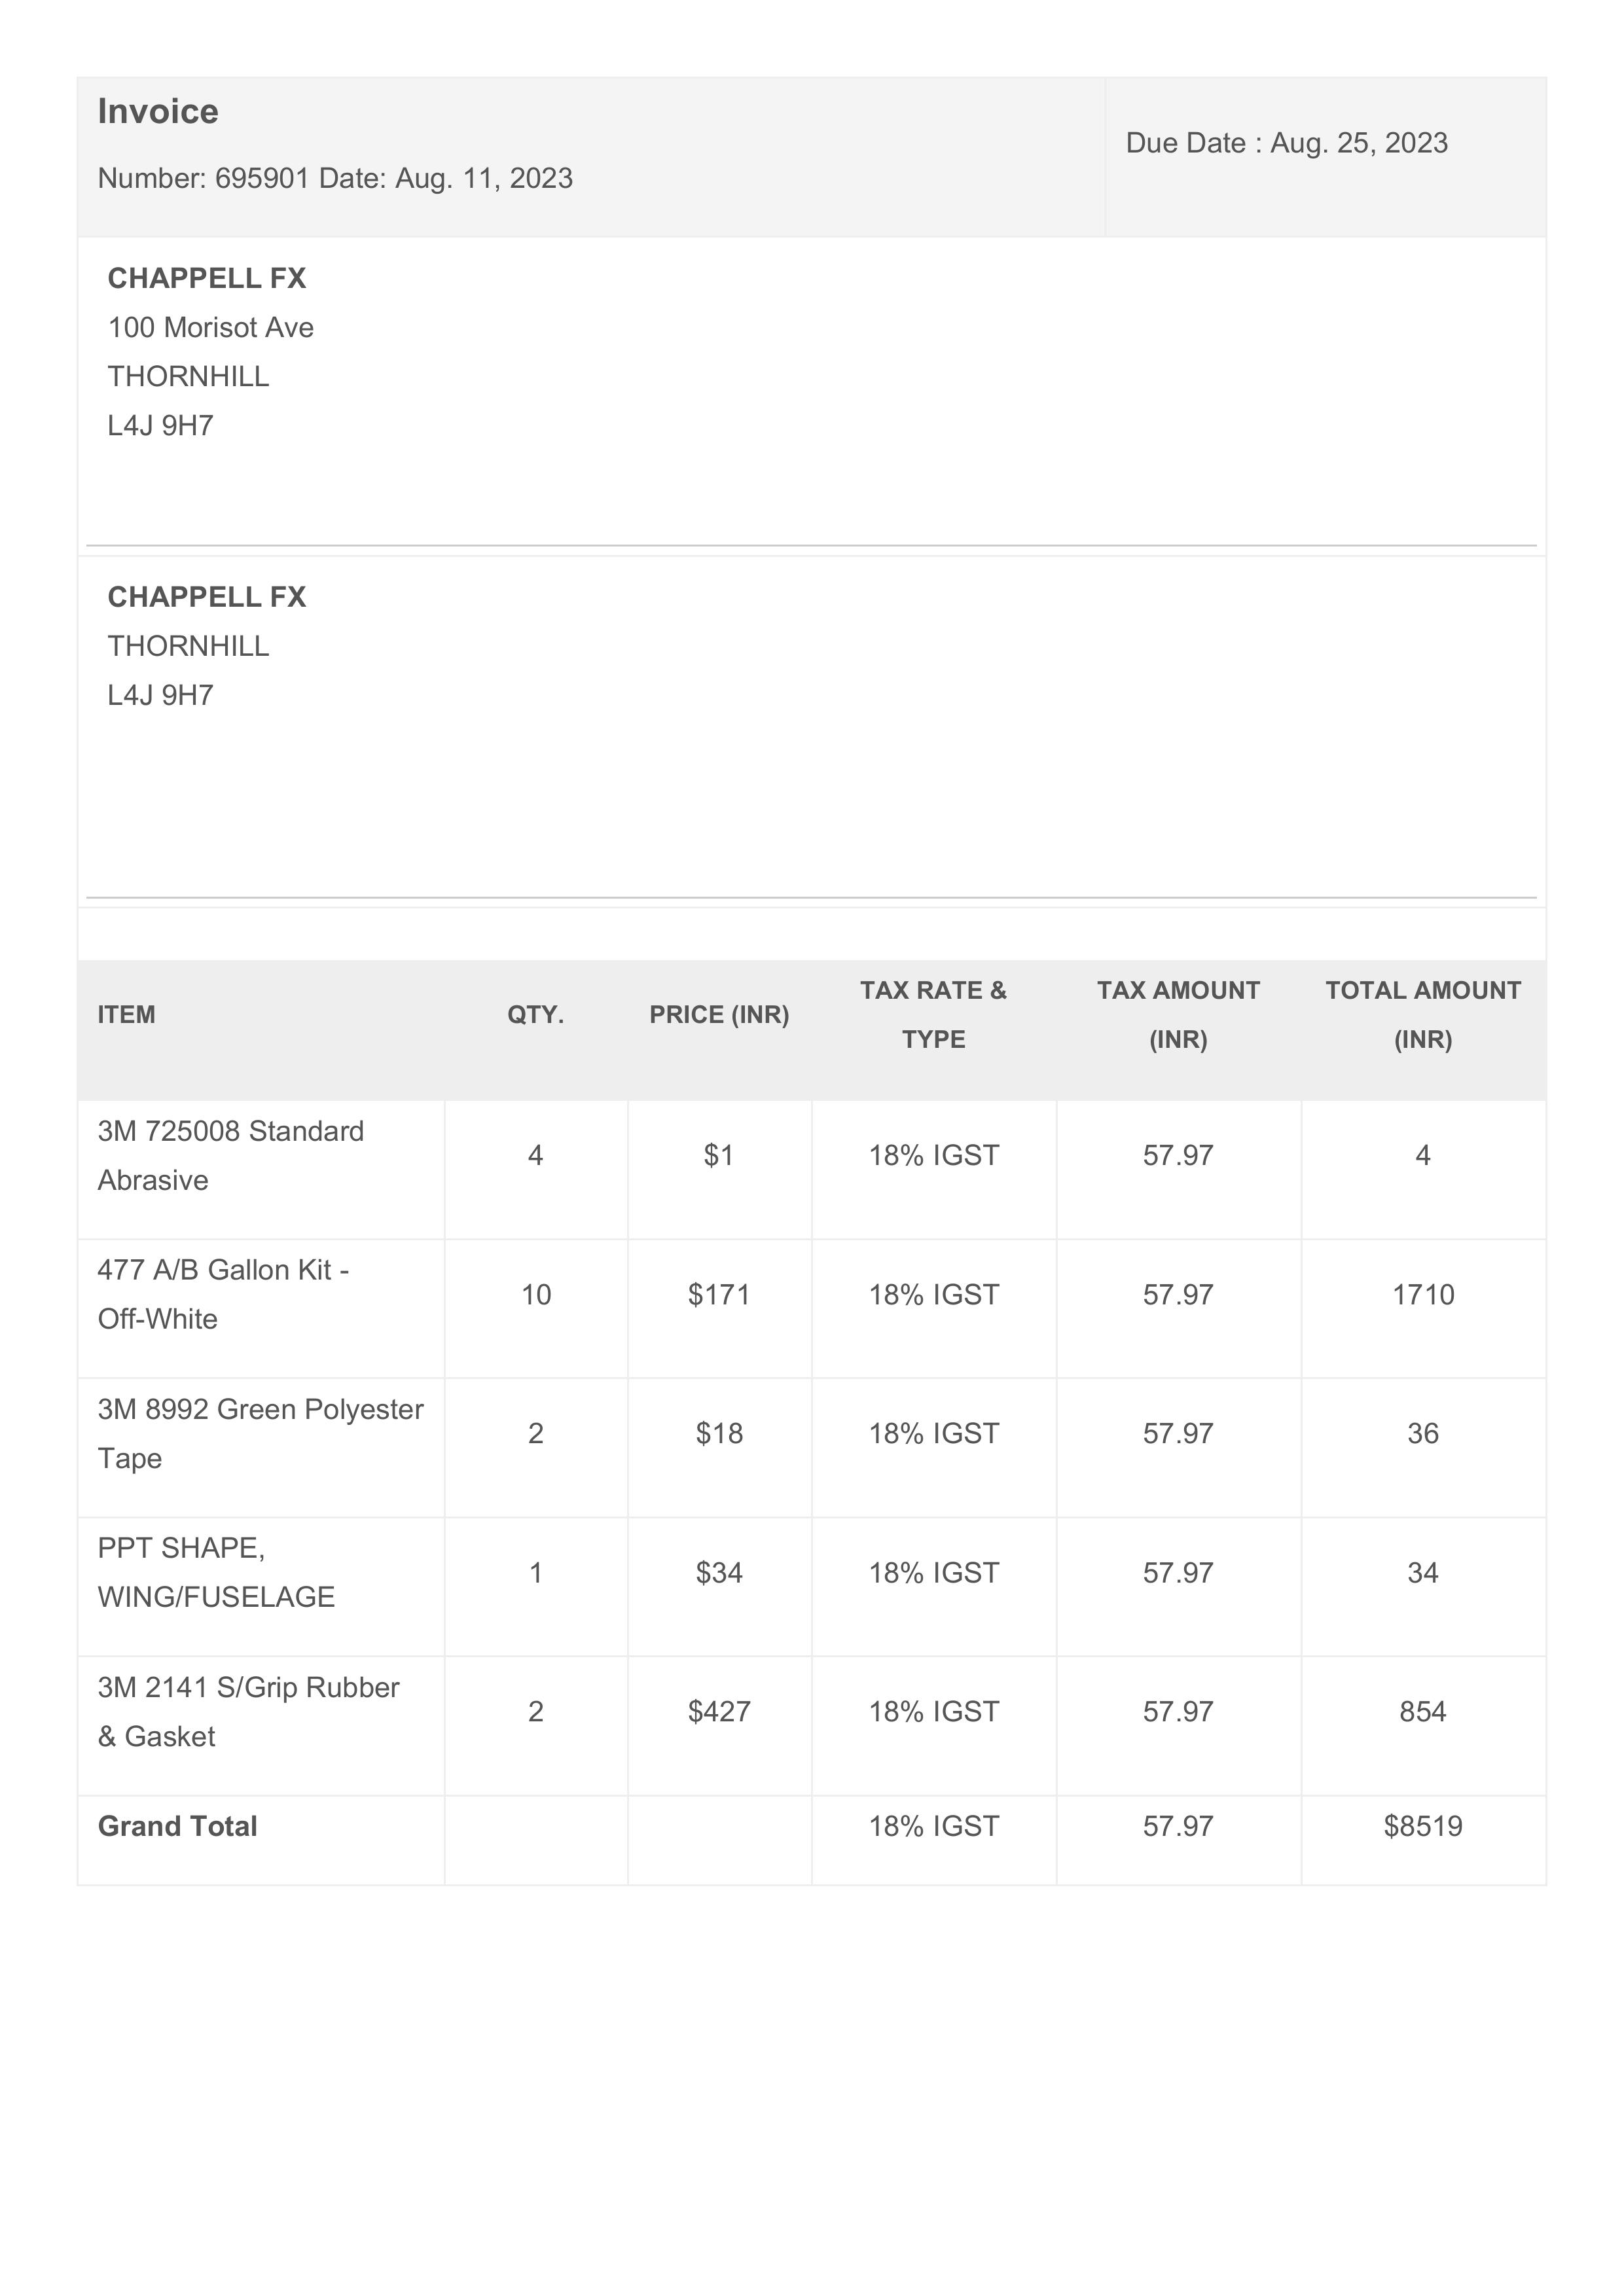 Invoice
Number: 695901 Date: Aug. 11, 2023
Due Date : Aug. 25, 2023
CHAPPELL FX
100 Morisot Ave
THORNHILL
L4J 9H7
CHAPPELL FX
THORNHILL
L4J 9H7
ITEM QTY. PRICE (INR) TAX RATE & TYPE TAX AMOUNT (INR) TOTAL AMOUNT (INR)
3M 725008 Standard Abrasive 4 $1 18% IGST 57.97 4
477 A/B Gallon Kit - Off-White 10 $171 18% IGST 57.97 1710
3M 8992 Green Polyester Tape 2 $18 18% IGST 57.97 36
PPT SHAPE, WING/FUSELAGE 1 $34 18% IGST 57.97 34
3M 2141 S/Grip Rubber & Gasket 2 $427 18% IGST 57.97 854
Grand Total 18% IGST 57.97 $8519